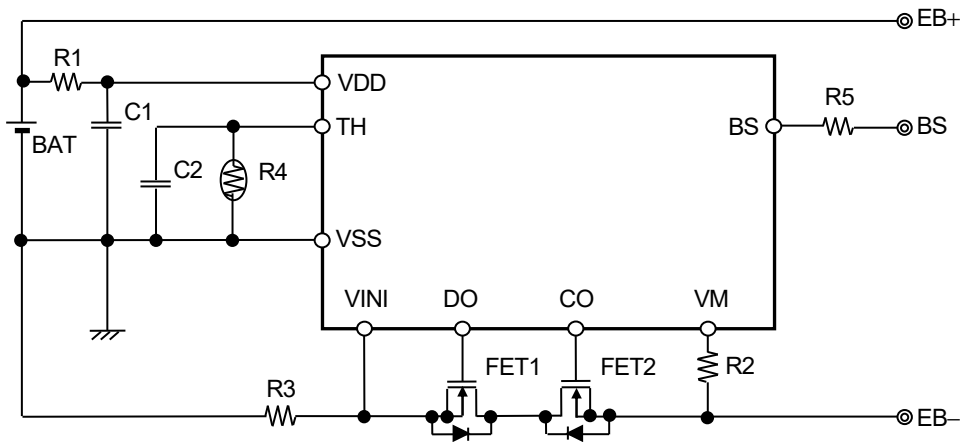 EB+
R1
VDD
C1
R5
TH
BS
BS
BAT
C2
R4
VSS
VINI
DO
CO
VM
FET1
FET2
R2
R3
EB−